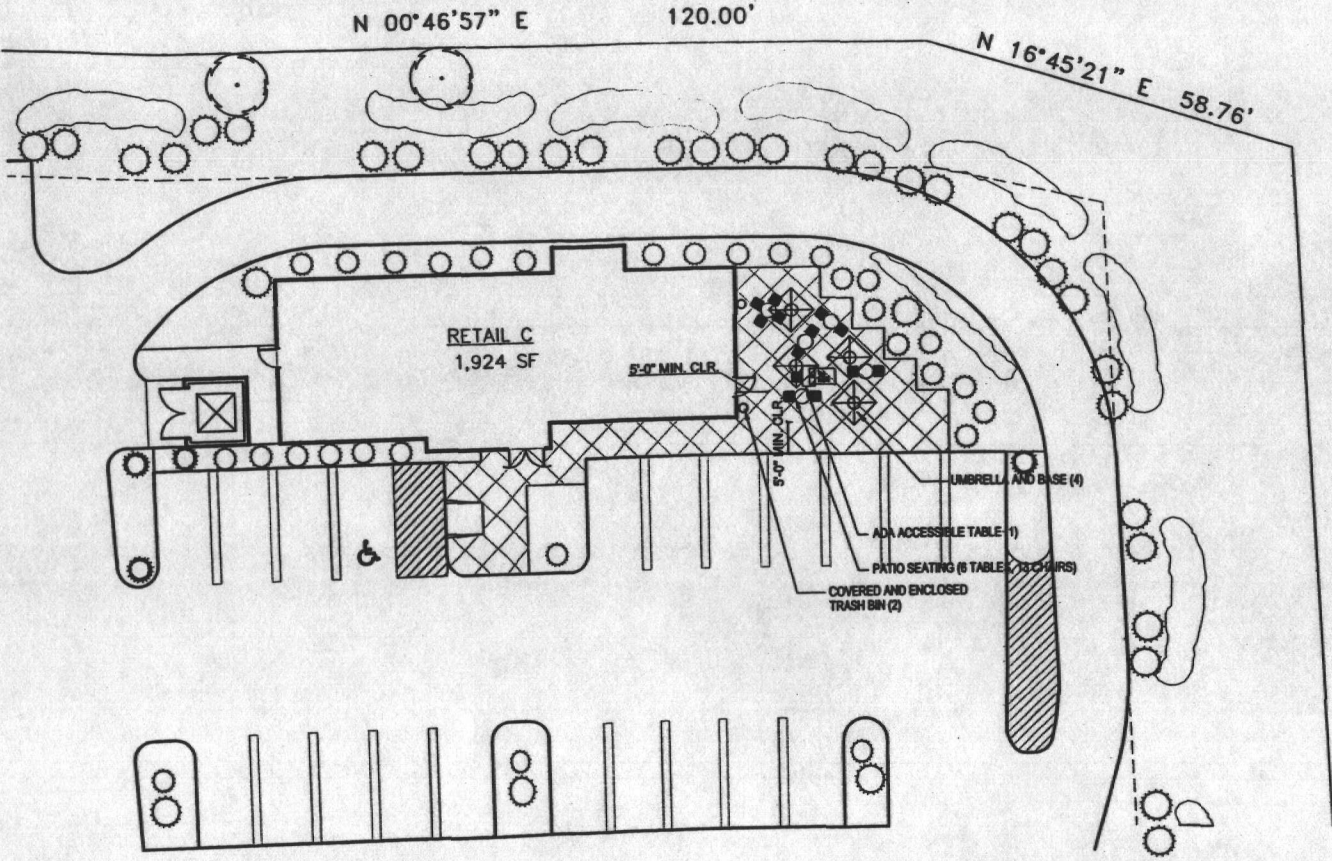 N 00°46'57" E 120.00'
N 16°45'21" E 58.76'
RETAIL C
1,924 SF
5'-0" MIN. CLR.
5'-0" MIN. CLR.
UMBRELLA AND BASE (4)
ADA ACCESSIBLE TABLE (1)
PATIO SEATING (6 TABLES, 13 CHAIRS)
COVERED AND ENCLOSED
TRASH BIN (2)